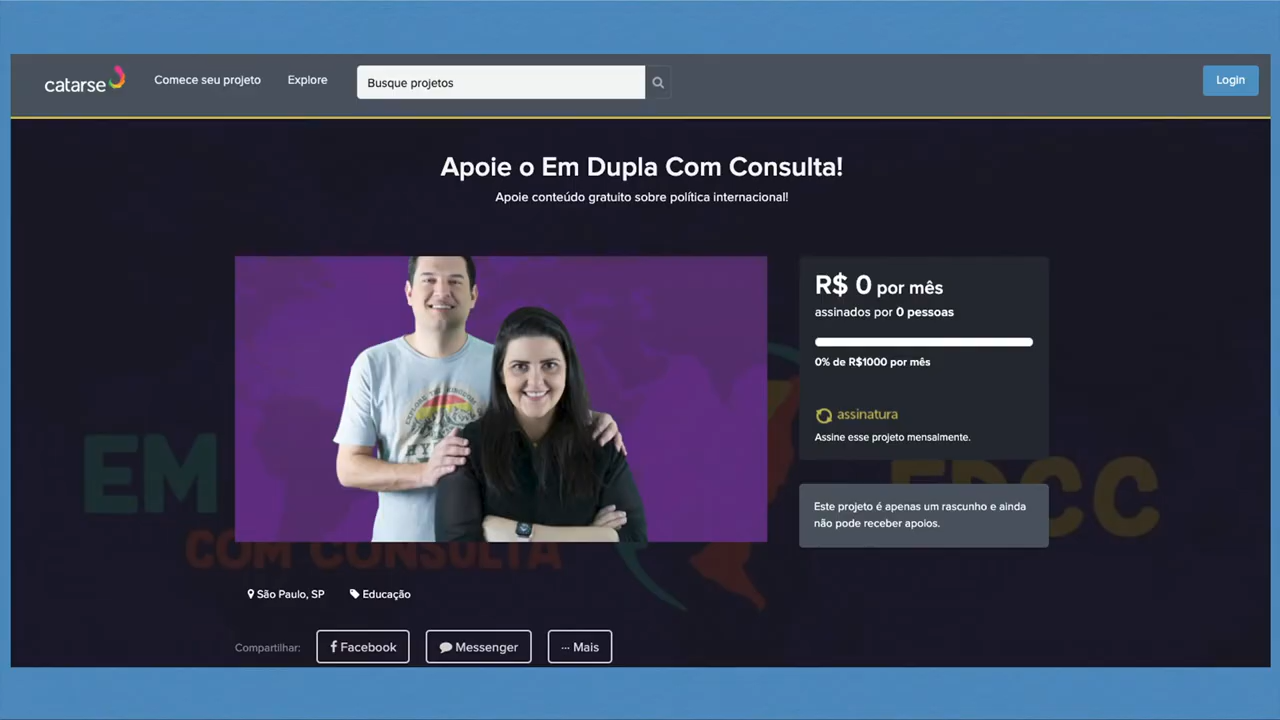 catarse
Comece seu projeto
Explore
Busque projetos
Login
Apoie o Em Dupla Com Consulta!
Apoie conteúdo gratuito sobre política internacional!
R$ 0 por mês
assinados por 0 pessoas
0% de R$1000 por mês
assinatura
Assine esse projeto mensalmente.
Este projeto é apenas um rascunho e ainda
não pode receber apoios.
EM
COM CONSULTA
EDCC
São Paulo, SP
Educação
Compartilhar:
Facebook
Messenger
··· Mais